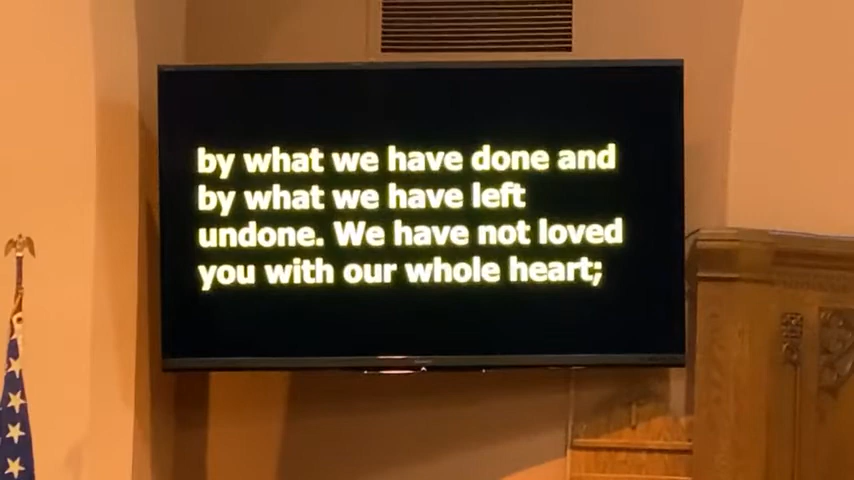 by what we have done and
by what we have left
undone. We have not loved
you with our whole heart;